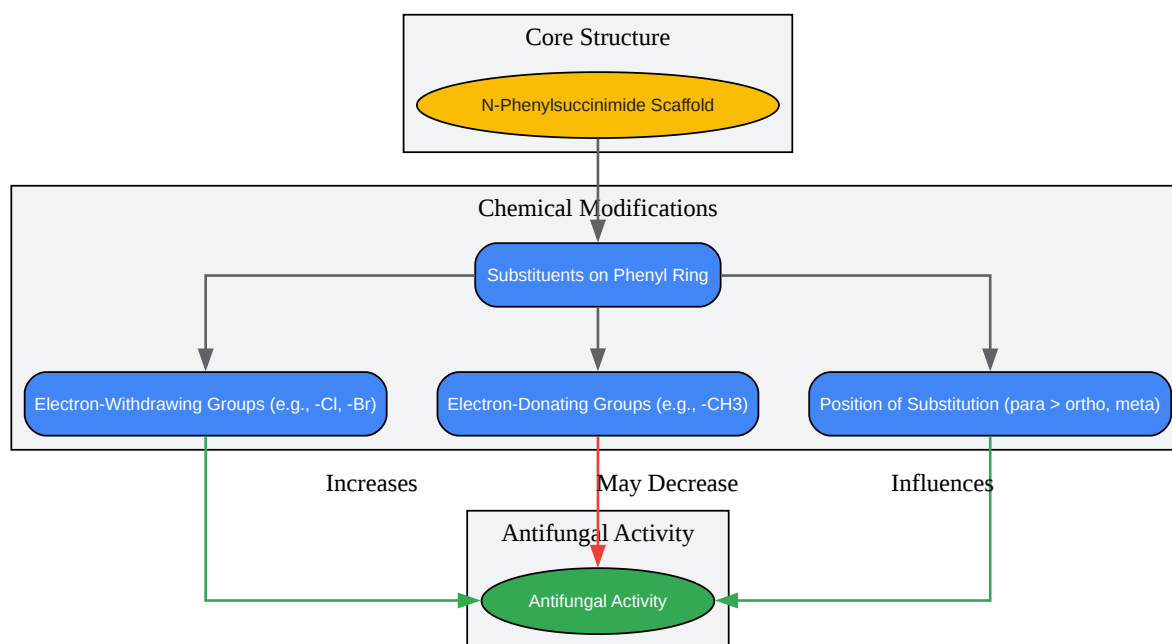 Core Structure
N-Phenylsuccinimide Scaffold
Chemical Modifications
Substituents on Phenyl Ring
Electron-Withdrawing Groups (e.g., -Cl, -Br)
Electron-Donating Groups (e.g., -CH3)
Position of Substitution (para > ortho, meta)
Increases
May Decrease
Influences
Antifungal Activity
Antifungal Activity